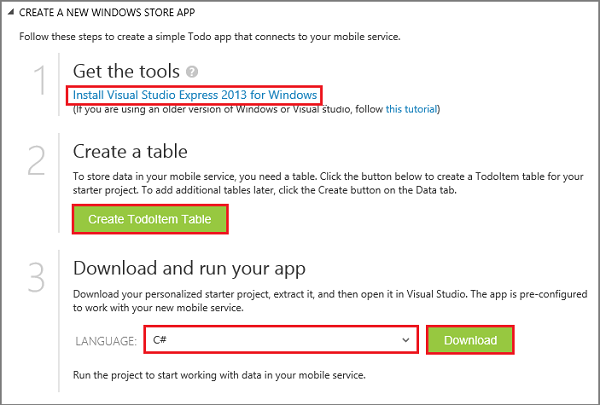 CREATE A NEW WINDOWS STORE APP
Follow these steps to create a simple Todo app that connects to your mobile service.
1 Get the tools ?
Install Visual Studio Express 2013 for Windows
(If you are using an older version of Windows or Visual studio, follow this tutorial)
2 Create a table
To store data in your mobile service, you need a table. Click the button below to create a TodoItem table for your
starter project. To add additional tables later, click the Create button on the Data tab.
Create TodoItem Table
3 Download and run your app
Download your personalized starter project, extract it, and then open it in Visual Studio. The app is pre-configured
to work with your new mobile service.
LANGUAGE: C# Download
Run the project to start working with data in your mobile service.